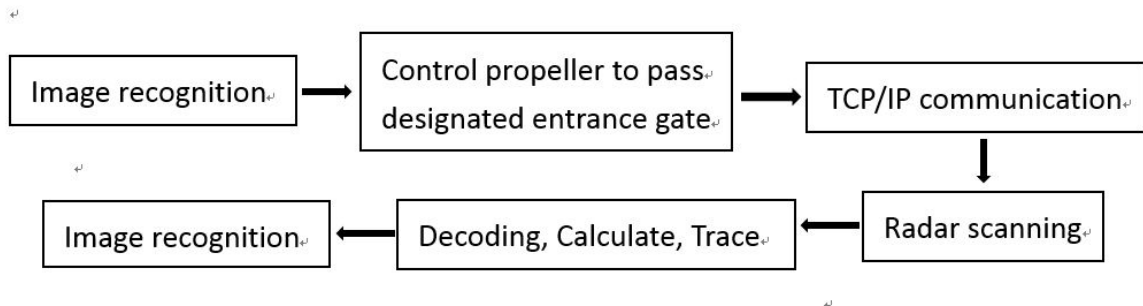 Image recognition
Control propeller to pass
designated entrance gate
TCP/IP communication
Radar scanning
Decoding, Calculate, Trace
Image recognition